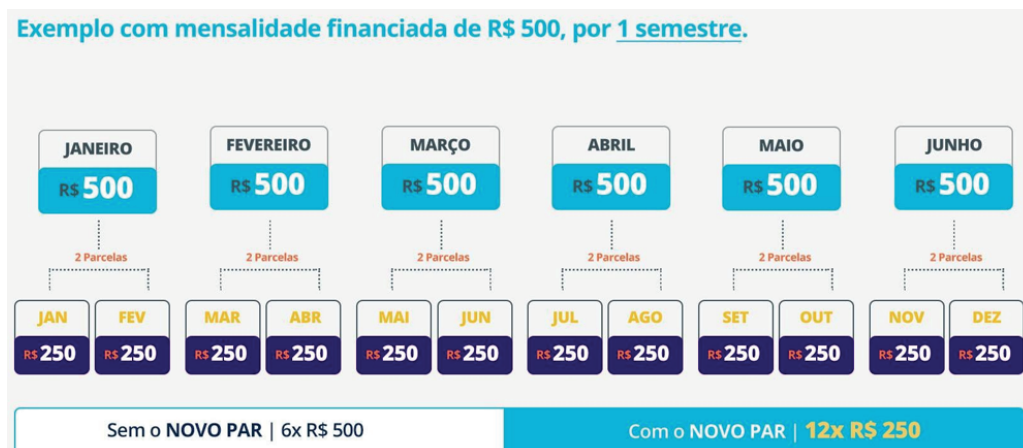 Exemplo com mensalidade financiada de R$ 500, por 1 semestre.
JANEIRO FEVEREIRO MARÇO ABRIL MAIO JUNHO
R$ 500 R$ 500 R$ 500 R$ 500 R$ 500 R$ 500
2 Parcelas 2 Parcelas 2 Parcelas 2 Parcelas 2 Parcelas 2 Parcelas
JAN FEV MAR ABR MAI JUN JUL AGO SET OUT NOV DEZ
R$ 250 R$ 250 R$ 250 R$ 250 R$ 250 R$ 250 R$ 250 R$ 250 R$ 250 R$ 250 R$ 250 R$ 250
Sem o NOVO PAR | 6x R$ 500 Com o NOVO PAR | 12x R$ 250